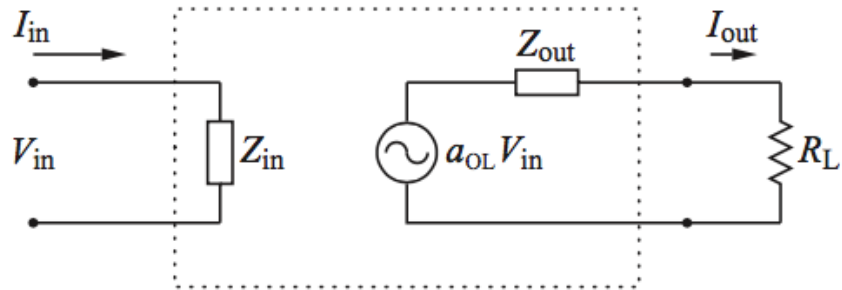 I_in
I_out
Z_out
V_in
Z_in
a_OL V_in
R_L